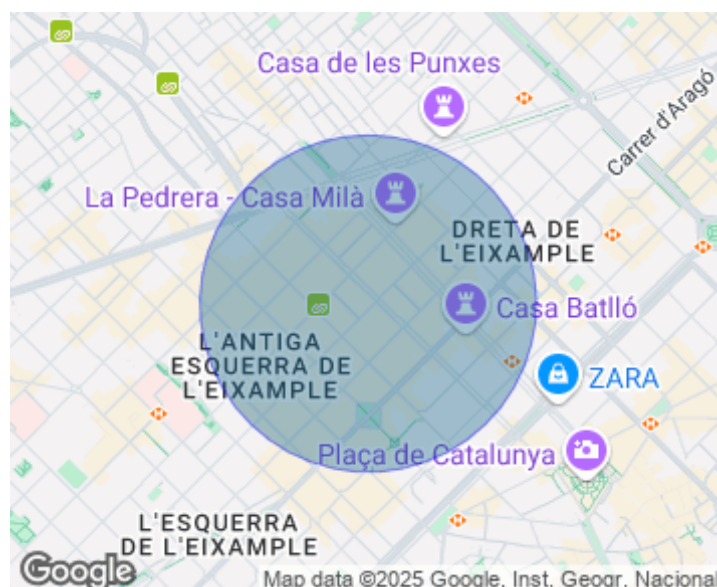 Casa de les Punxes
Carrer d'Aragó
La Pedrera - Casa Milà
DRETA DE
L'EIXAMPLE
Casa Batlló
L'ANTIGA
ESQUERRA DE
L'EIXAMPLE
ZARA
Plaça de Catalunya
L'ESQUERRA
DE L'EIXAMPLE
Google
Map data ©2025 Google, Inst. Geogr. Nacional